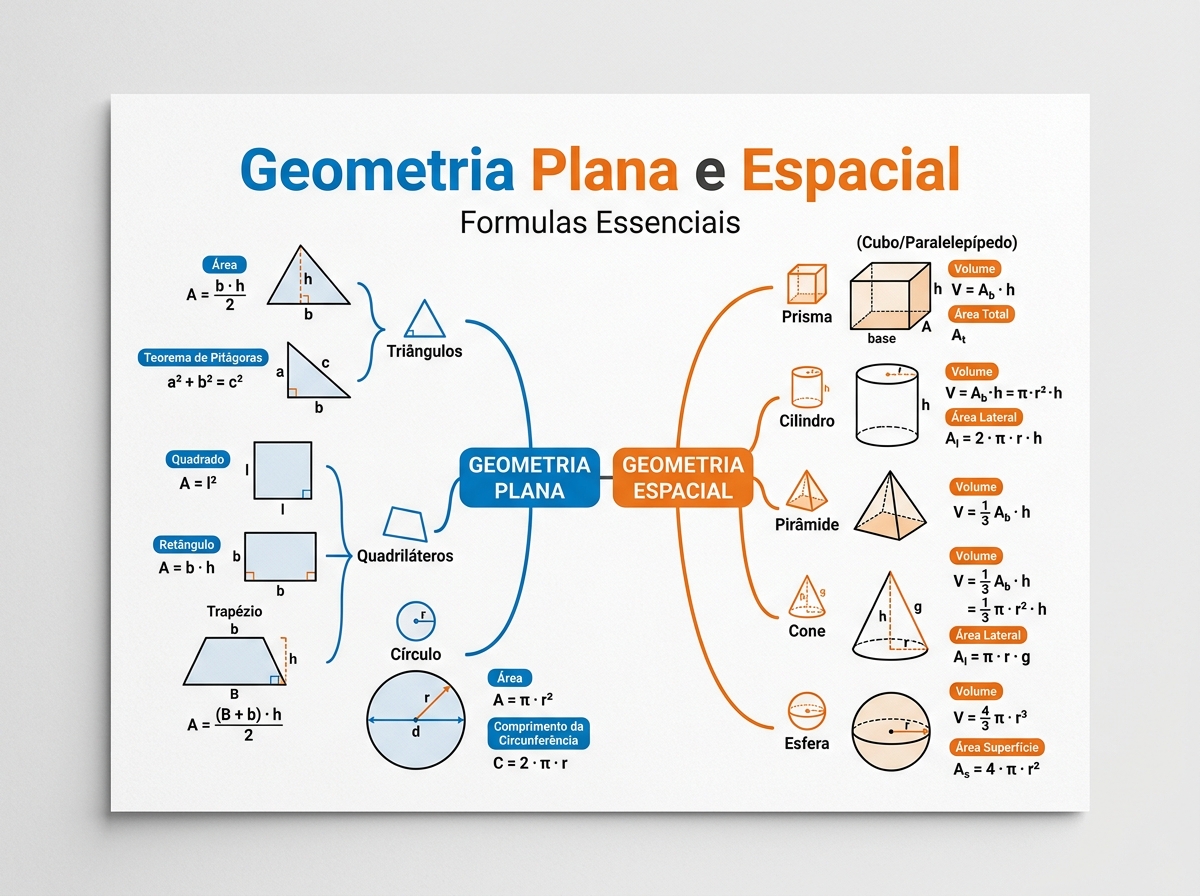 Geometria Plana e Espacial
Formulas Essenciais
Área
A = b · h / 2
h
b
Teorema de Pitágoras
a² + b² = c²
a
c
b
Triângulos
Quadrado
A = l²
l
l
Retângulo
A = b · h
b
b
Trapézio
b
h
B
A = (B + b) · h / 2
Quadriláteros
r
Círculo
r
d
Área
A = π · r²
Comprimento da
Circunferência
C = 2 · π · r
GEOMETRIA
PLANA
GEOMETRIA
ESPACIAL
Prisma
(Cubo/Paralelepípedo)
h
A
base
Volume
V = Ab · h
Área Total
At
h
Cilindro
r
h
Volume
V = Ab · h = π · r² · h
Área Lateral
Al = 2 · π · r · h
Pirâmide
Volume
V = 1/3 Ab · h
g
Cone
h
g
r
Volume
V = 1/3 Ab · h
= 1/3 π · r² · h
Área Lateral
Al = π · r · g
Esfera
r
Volume
V = 4/3 π · r³
Área Superfície
As = 4 · π · r²